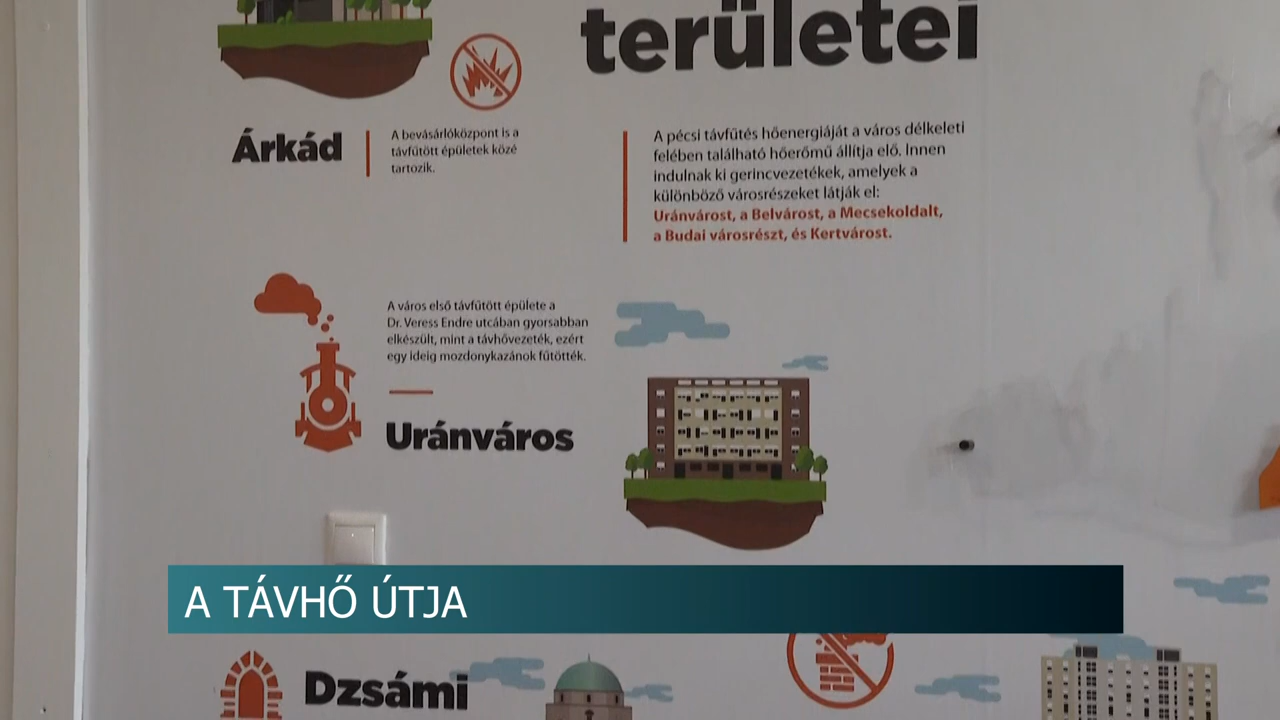 területei
Árkád
A bevásárlóközpont is a
távfűtött épületek közé
tartozik.
A pécsi távfűtés hőenergiáját a város délkeleti
felében található hőerőmű állítja elő. Innen
indulnak ki gerincvezetékek, amelyek a
különböző városrészeket látják el:
Uránvárost, a Belvárost, a Mecsekoldalt,
a Budai városrészt, és Kertvárost.
A város első távfűtött épülete a
Dr. Veress Endre utcában gyorsabban
elkészült, mint a távhővezeték, ezért
egy ideig mozdonykazánok fűtötték.
Uránváros
A TÁVHŐ ÚTJA
Dzsámi